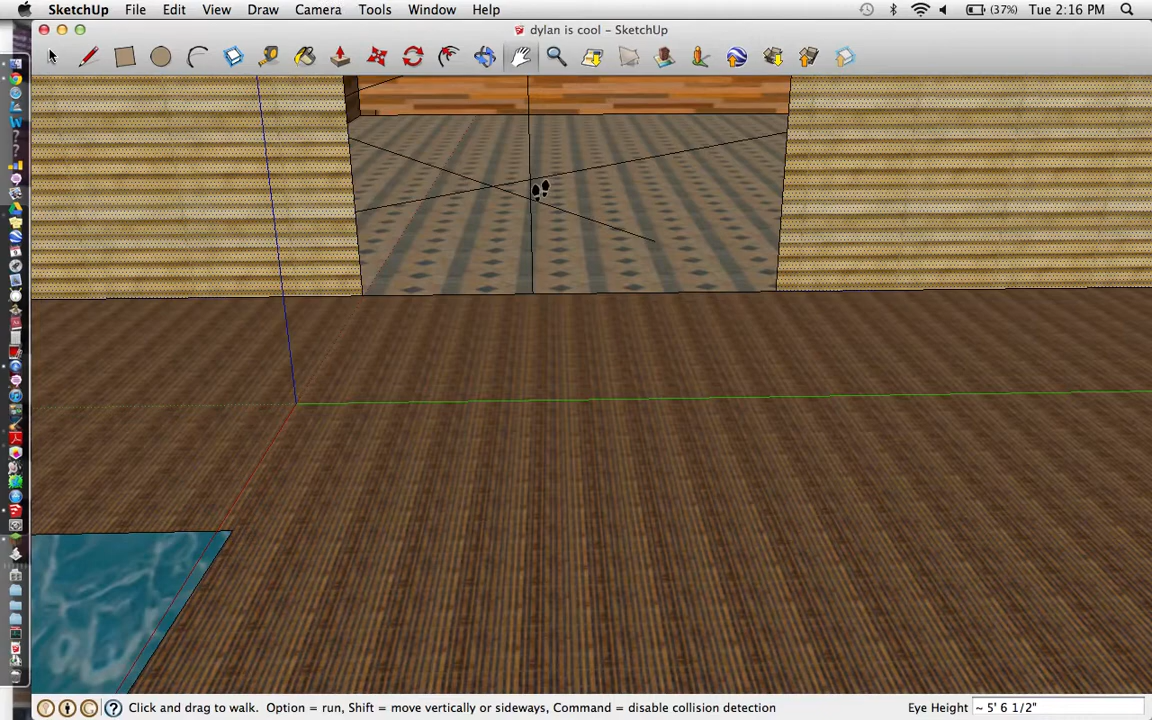 SketchUp File Edit View Draw Camera Tools Window Help (37%) Tue 2:16 PM
dylan is cool - SketchUp
Click and drag to walk. Option = run, Shift = move vertically or sideways, Command = disable collision detection Eye Height ~ 5' 6 1/2"